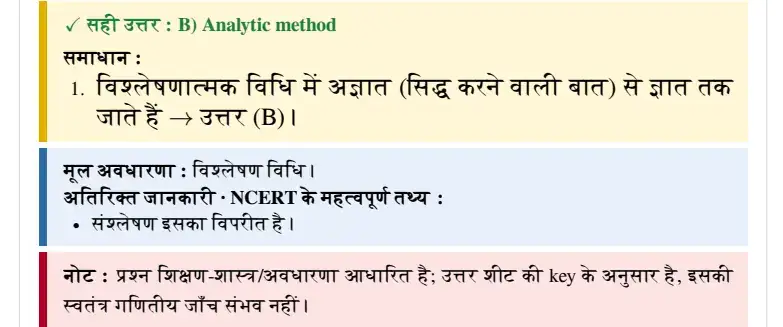 ✓ सही उत्तर : B) Analytic method
समाधान :
1. विश्लेषणात्मक विधि में अज्ञात (सिद्ध करने वाली बात) से ज्ञात तक
जाते हैं → उत्तर (B)।
मूल अवधारणा : विश्लेषण विधि।
अतिरिक्त जानकारी · NCERT के महत्वपूर्ण तथ्य :
• संश्लेषण इसका विपरीत है।
नोट : प्रश्न शिक्षण-शास्त्र/अवधारणा आधारित है; उत्तर शीट की key के अनुसार है, इसकी
स्वतंत्र गणितीय जाँच संभव नहीं।